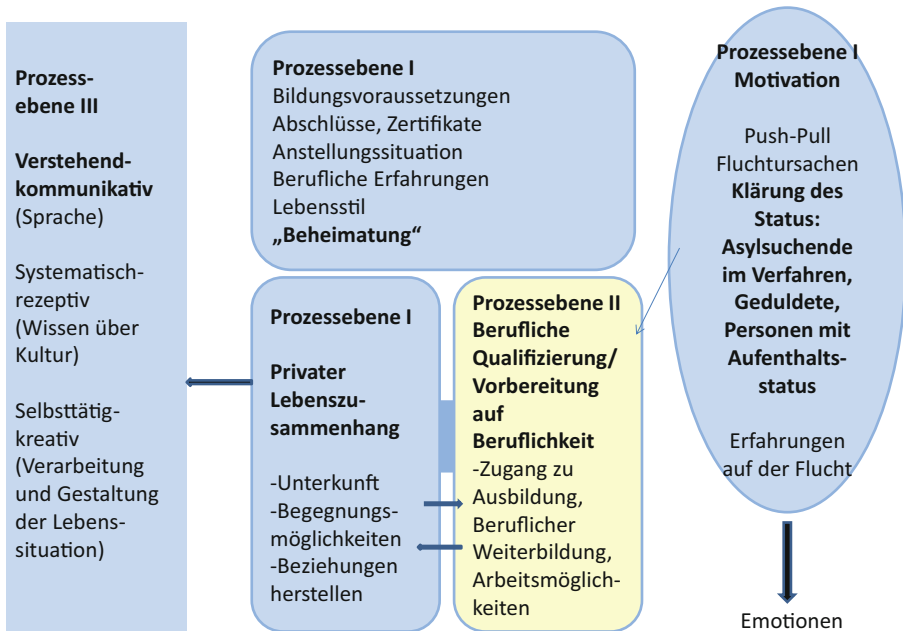 Prozess-
ebene III
Verstehend-
kommunikativ
(Sprache)
Systematisch-
rezeptiv
(Wissen über
Kultur)
Selbsttätig-
kreativ
(Verarbeitung
und Gestaltung
der Lebens-
situation)
Prozessebene I
Bildungsvoraussetzungen
Abschlüsse, Zertifikate
Anstellungssituation
Berufliche Erfahrungen
Lebensstil
„Beheimatung“
Prozessebene I
Privater
Lebenszu-
sammenhang
-Unterkunft
-Begegnungs-
möglichkeiten
-Beziehungen
herstellen
Prozessebene II
Berufliche
Qualifizierung/
Vorbereitung
auf
Beruflichkeit
-Zugang zu
Ausbildung,
Beruflicher
Weiterbildung,
Arbeitsmöglich-
keiten
Prozessebene I
Motivation
Push-Pull
Fluchtursachen
Klärung des
Status:
Asylsuchende
im Verfahren,
Geduldete,
Personen mit
Aufenthalts-
status
Erfahrungen
auf der Flucht
Emotionen